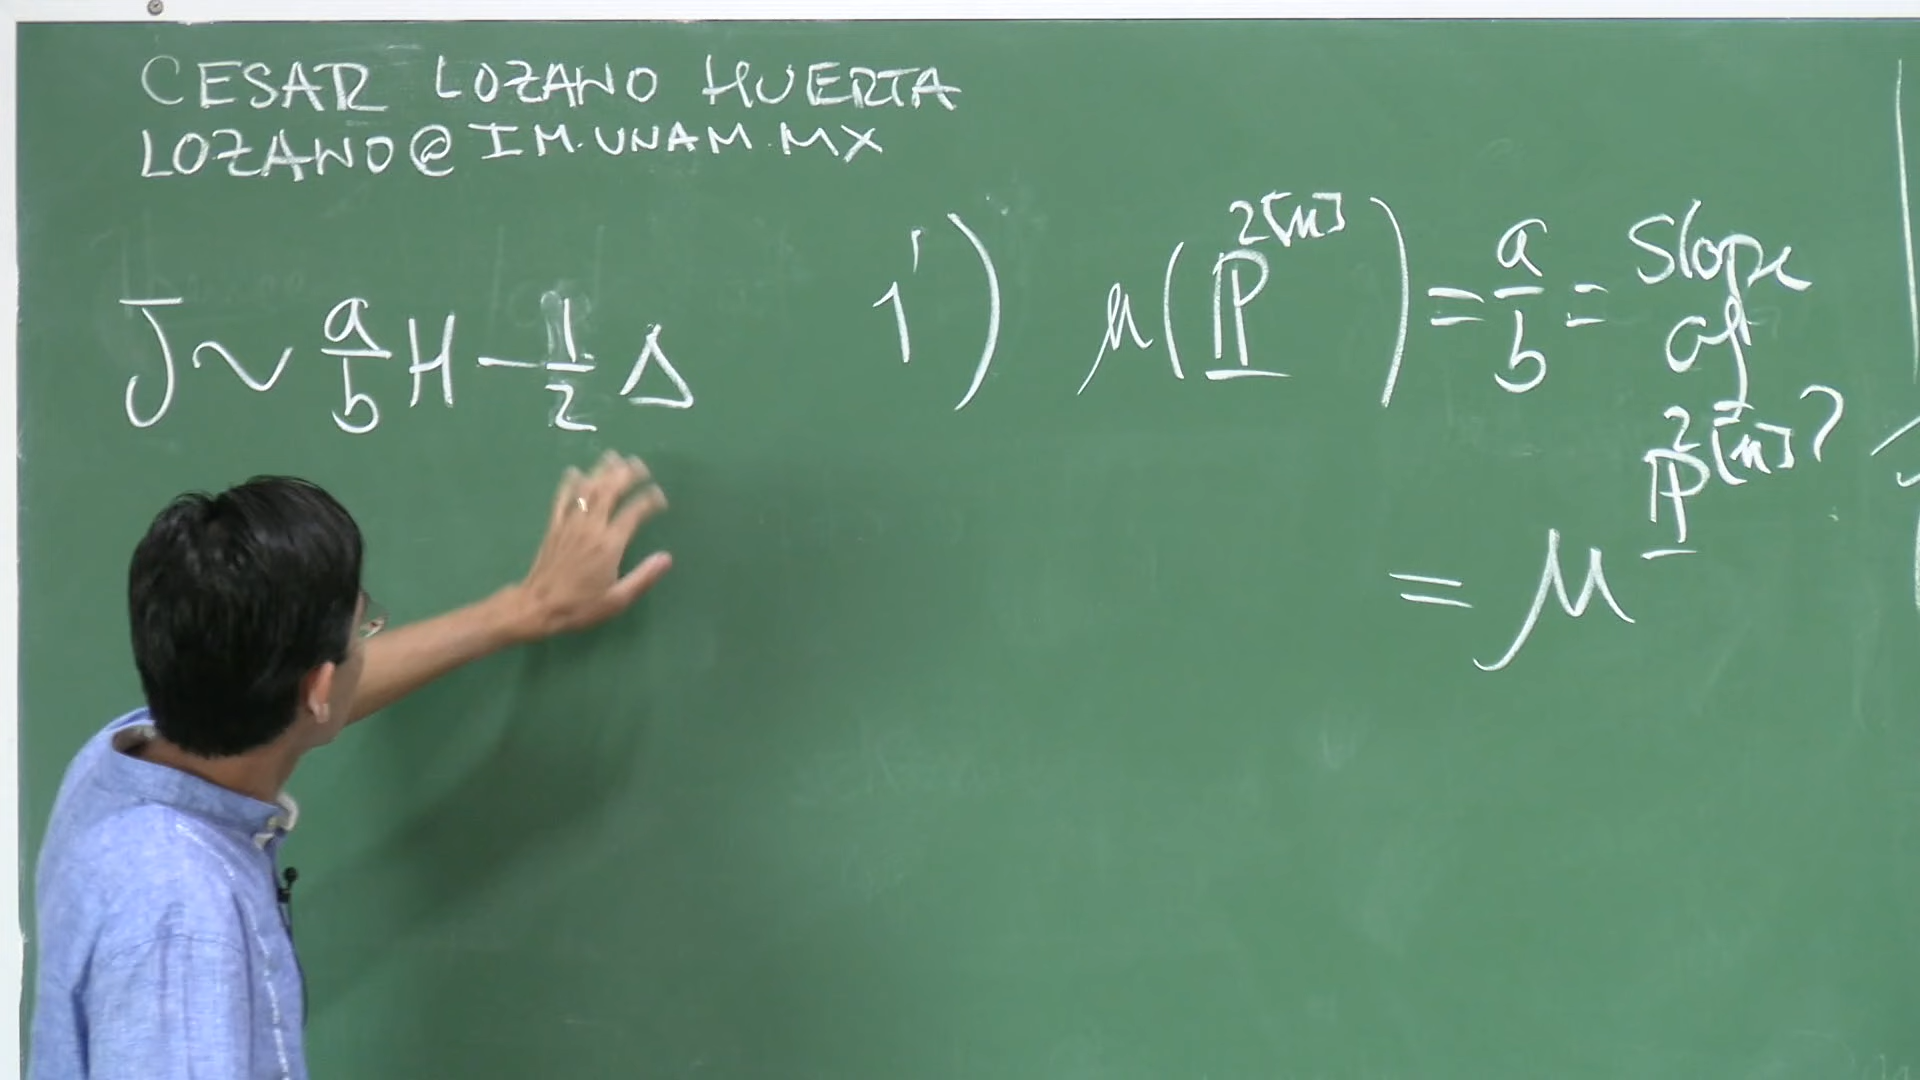 CESAR LOZANO HUERTA
LOZANO@IM.UNAM.MX
J ~ a/b H - 1/2 Δ
1') μ(P^2[n]) = a/b = Slope of P^2[n]?
= μ